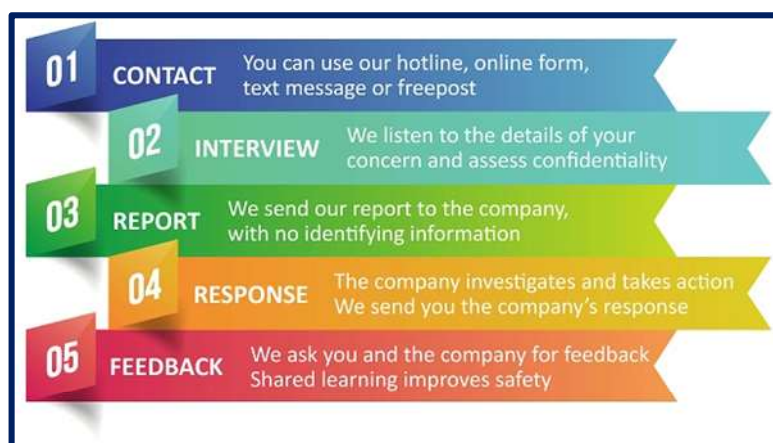 01 CONTACT You can use our hotline, online form,
text message or freepost
02 INTERVIEW We listen to the details of your
concern and assess confidentiality
03 REPORT We send our report to the company,
with no identifying information
04 RESPONSE The company investigates and takes action
We send you the company's response
05 FEEDBACK We ask you and the company for feedback
Shared learning improves safety